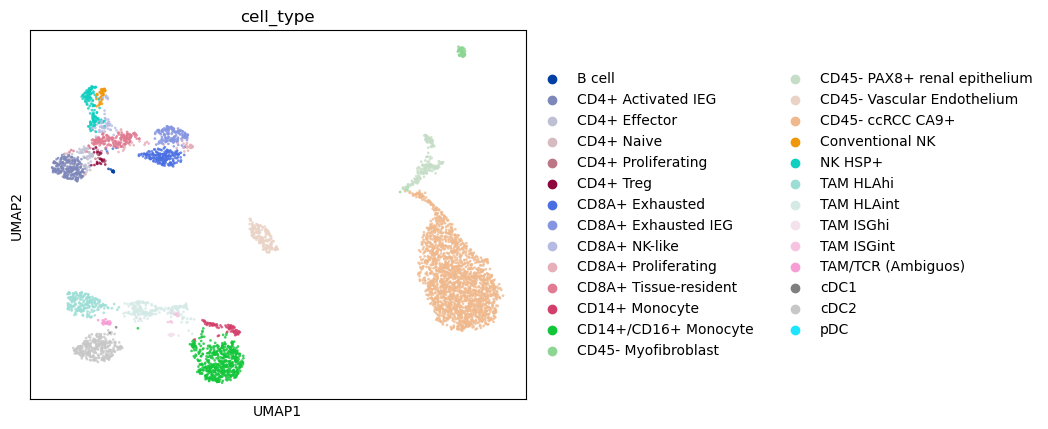 cell_type
UMAP2
UMAP1
B cell
CD4+ Activated IEG
CD4+ Effector
CD4+ Naive
CD4+ Proliferating
CD4+ Treg
CD8A+ Exhausted
CD8A+ Exhausted IEG
CD8A+ NK-like
CD8A+ Proliferating
CD8A+ Tissue-resident
CD14+ Monocyte
CD14+/CD16+ Monocyte
CD45- Myofibroblast
CD45- PAX8+ renal epithelium
CD45- Vascular Endothelium
CD45- ccRCC CA9+
Conventional NK
NK HSP+
TAM HLAhi
TAM HLAint
TAM ISGhi
TAM ISGint
TAM/TCR (Ambiguos)
cDC1
cDC2
pDC